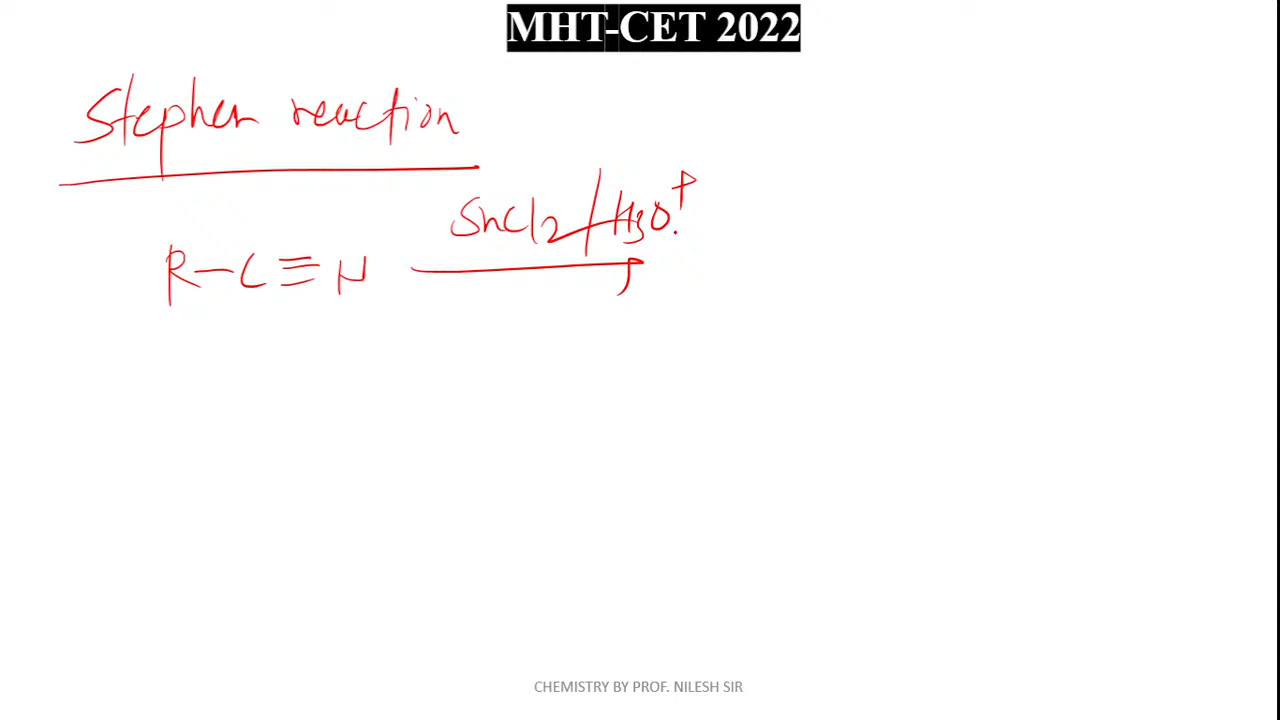 MHT-CET 2022
Stephen reaction
SnCl2/H3O+
R-C≡N
CHEMISTRY BY PROF. NILESH SIR